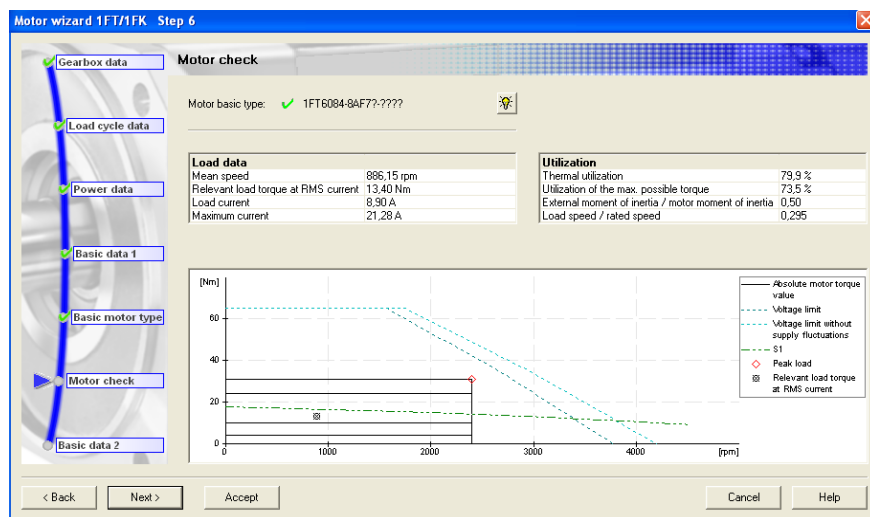 Motor wizard 1FT/1FK Step 6
Gearbox data
Load cycle data
Power data
Basic data 1
Basic motor type
Motor check
Basic data 2
Motor check
Motor basic type: 1FT6084-8AF7?-????
Load data
Mean speed 886,15 rpm
Relevant load torque at RMS current 13,40 Nm
Load current 8,90 A
Maximum current 21,28 A
Utilization
Thermal utilization 79,9 %
Utilization of the max. possible torque 73,5 %
External moment of inertia / motor moment of inertia 0,50
Load speed / rated speed 0,295
[Nm]
60
40
20
0
0 1000 2000 3000 4000 [rpm]
Absolute motor torque
value
Voltage limit
Voltage limit without
supply fluctuations
S1
Peak load
Relevant load torque
at RMS current
< Back Next > Accept Cancel Help